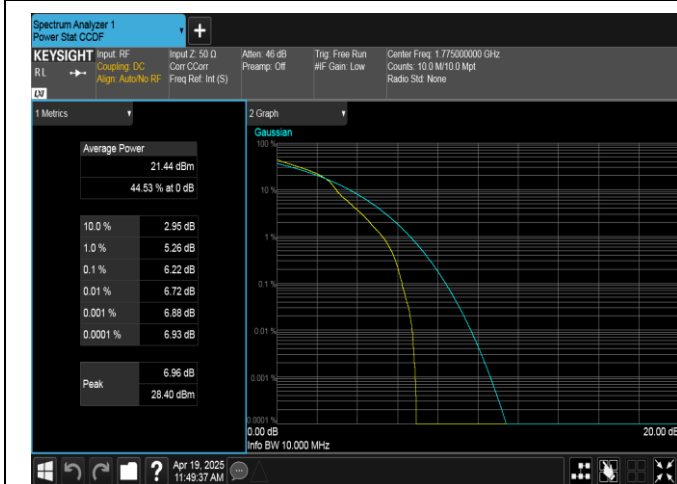 Spectrum Analyzer 1
Power Stat CCDF
+
KEYSIGHT
Input: RF
Input Z: 50 Ω
Atten: 46 dB
Trig: Free Run
Center Freq: 1.775000000 GHz
RL
Coupling: DC
Corr CCorr
Preamp: Off
#IF Gain: Low
Counts: 10.0 M/10.0 Mpt
Align: Auto/No RF
Freq Ref: Int (S)
Radio Std: None
LXI
1 Metrics
2 Graph
Gaussian
Average Power
21.44 dBm
44.53 % at 0 dB
10.0 % 2.95 dB
1.0 % 5.26 dB
0.1 % 6.22 dB
0.01 % 6.72 dB
0.001 % 6.88 dB
0.0001 % 6.93 dB
Peak
6.96 dB
28.40 dBm
100 %
10 %
1 %
0.1 %
0.01 %
0.001 %
0.0001 %
0.00 dB
20.00 dB
Info BW 10.000 MHz
?
Apr 19, 2025
11:49:37 AM